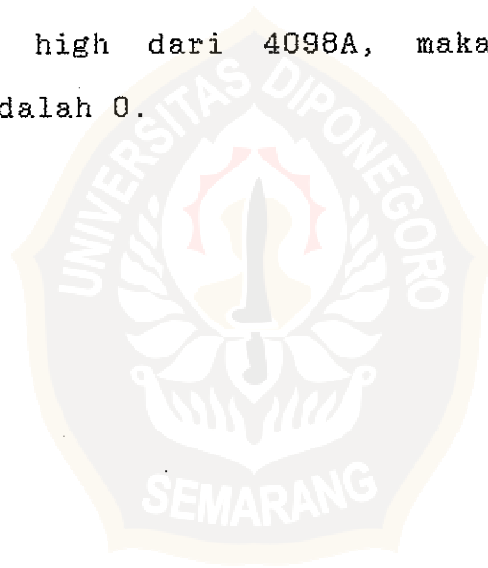 high dari 4098A, maka
dalah 0.
UNIVERSITAS DIPONEGORO
SEMARANG